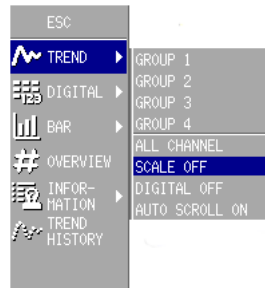 ESC
TREND
DIGITAL
123
BAR
OVERVIEW
INFOR-
MATION
TREND
HISTORY
GROUP 1
GROUP 2
GROUP 3
GROUP 4
ALL CHANNEL
SCALE OFF
DIGITAL OFF
AUTO SCROLL ON